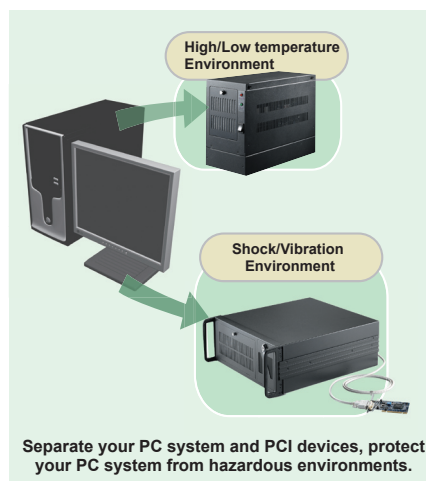 High/Low temperature
Environment
Shock/Vibration
Environment
Separate your PC system and PCI devices, protect
your PC system from hazardous environments.